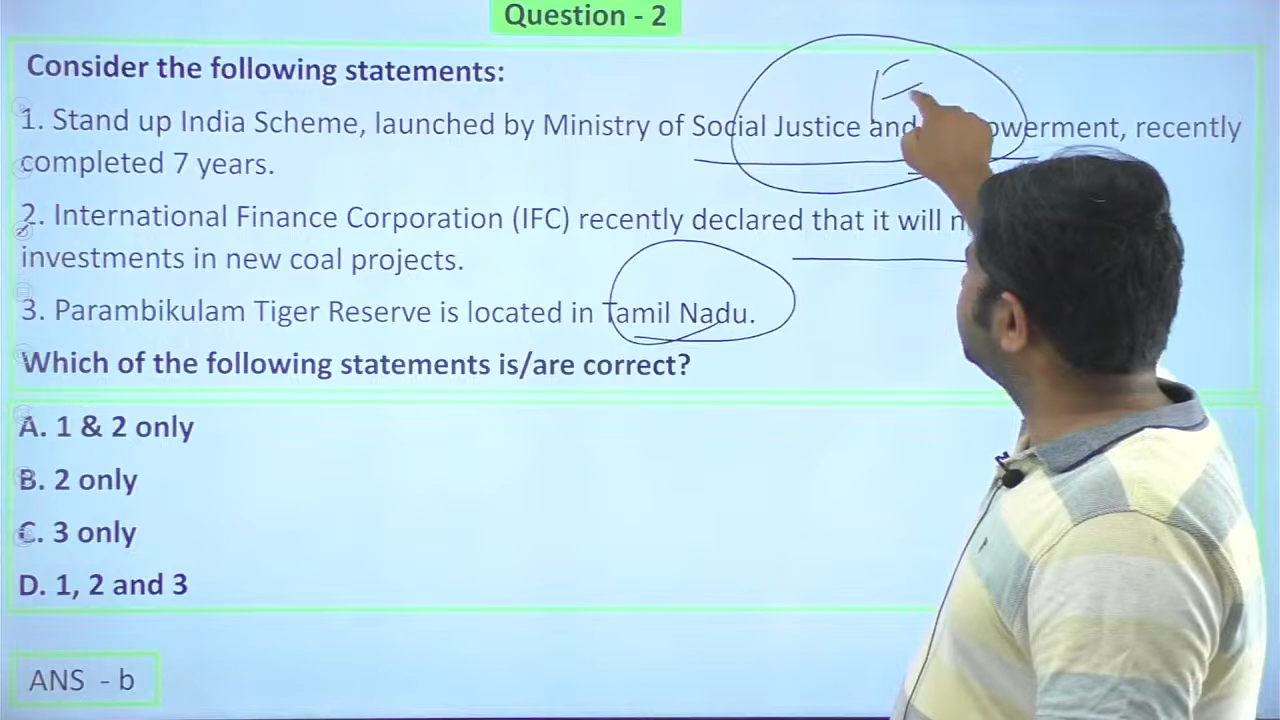 Question - 2
Consider the following statements:
1. Stand up India Scheme, launched by Ministry of Social Justice and recently
completed 7 years.
2. International Finance Corporation (IFC) recently declared that it will
investments in new coal projects.
3. Parambikulam Tiger Reserve is located in Tamil Nadu.
Which of the following statements is/are correct?
A. 1 & 2 only
B. 2 only
C. 3 only
D. 1, 2 and 3
ANS - b